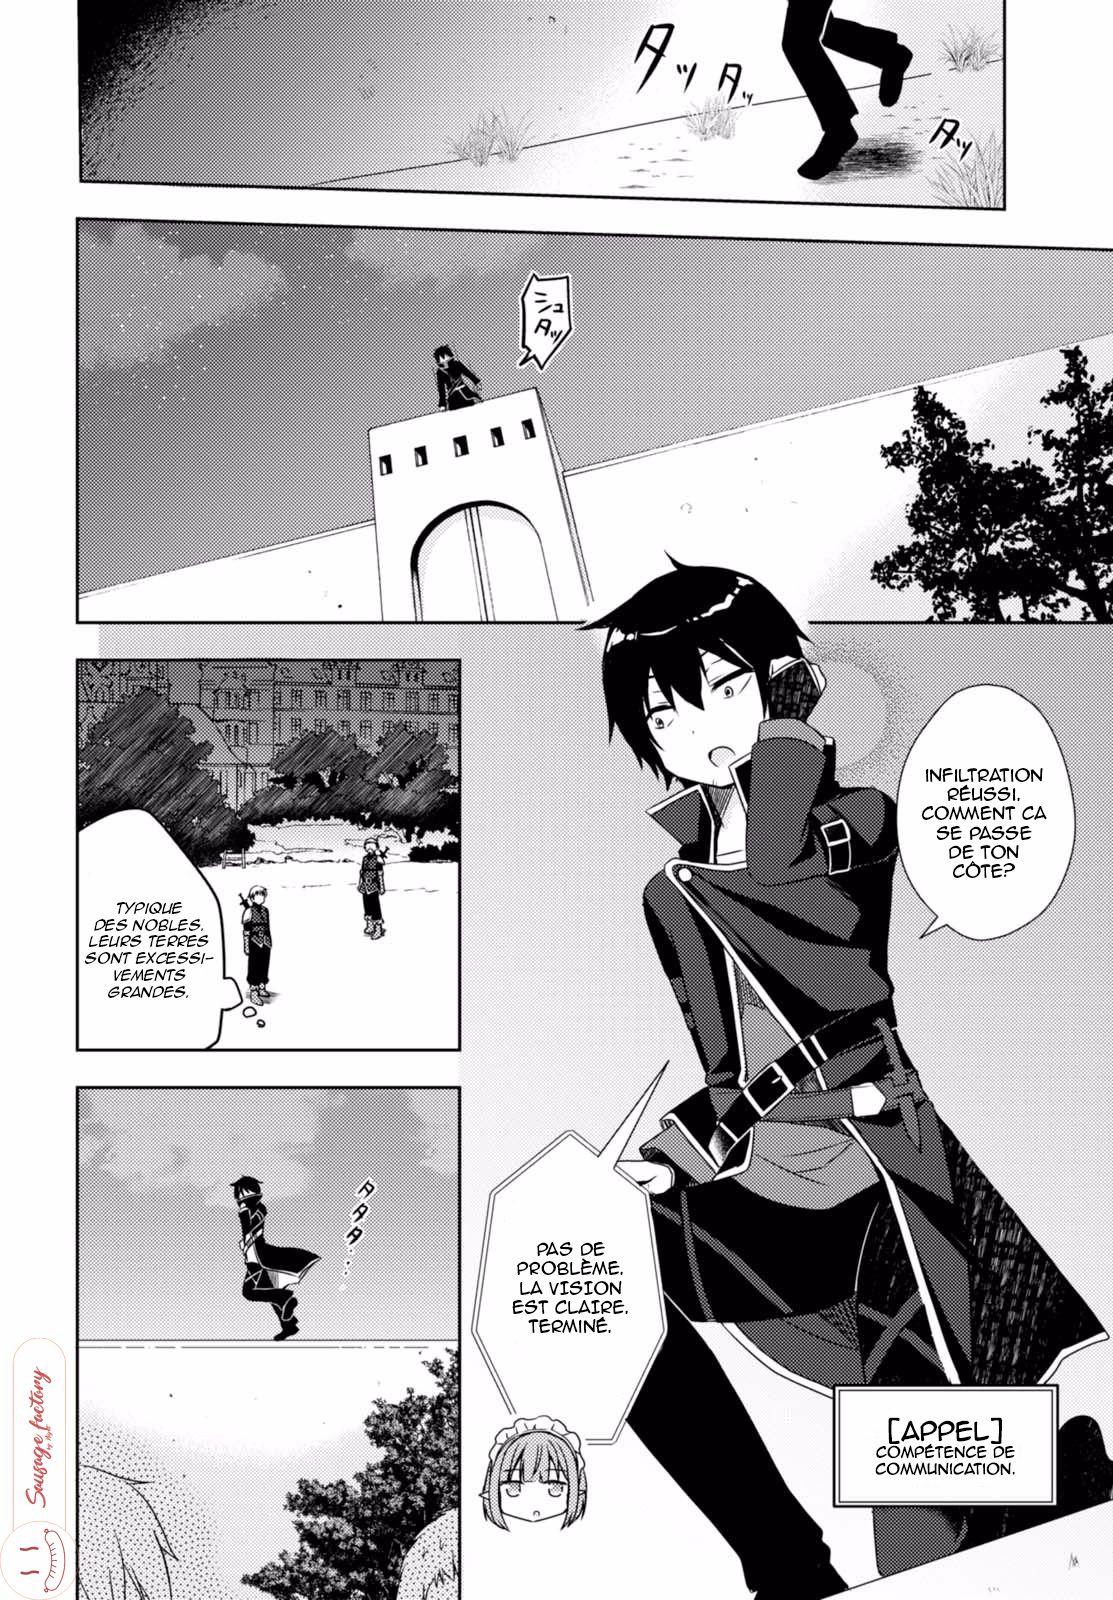 タッ
タッ
タッ
シュ
タッ
INFILTRATION
RÉUSSI,
COMMENT CA
SE PASSE
DE TON
CÔTE?
TYPIQUE
DES NOBLES,
LEURS TERRES
SONT EXCESSI-
VEMENTS
GRANDES.
PAS DE
PROBLÈME,
LA VISION
EST CLAIRE,
TERMINÉ.
タタタ...
[APPEL]
COMPÉTENCE DE
COMMUNICATION.
Sausage factory